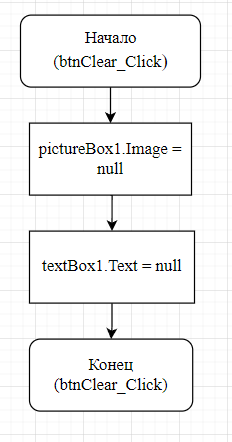 Начало
(btnClear_Click)
pictureBox1.Image =
null
textBox1.Text = null
Конец
(btnClear_Click)